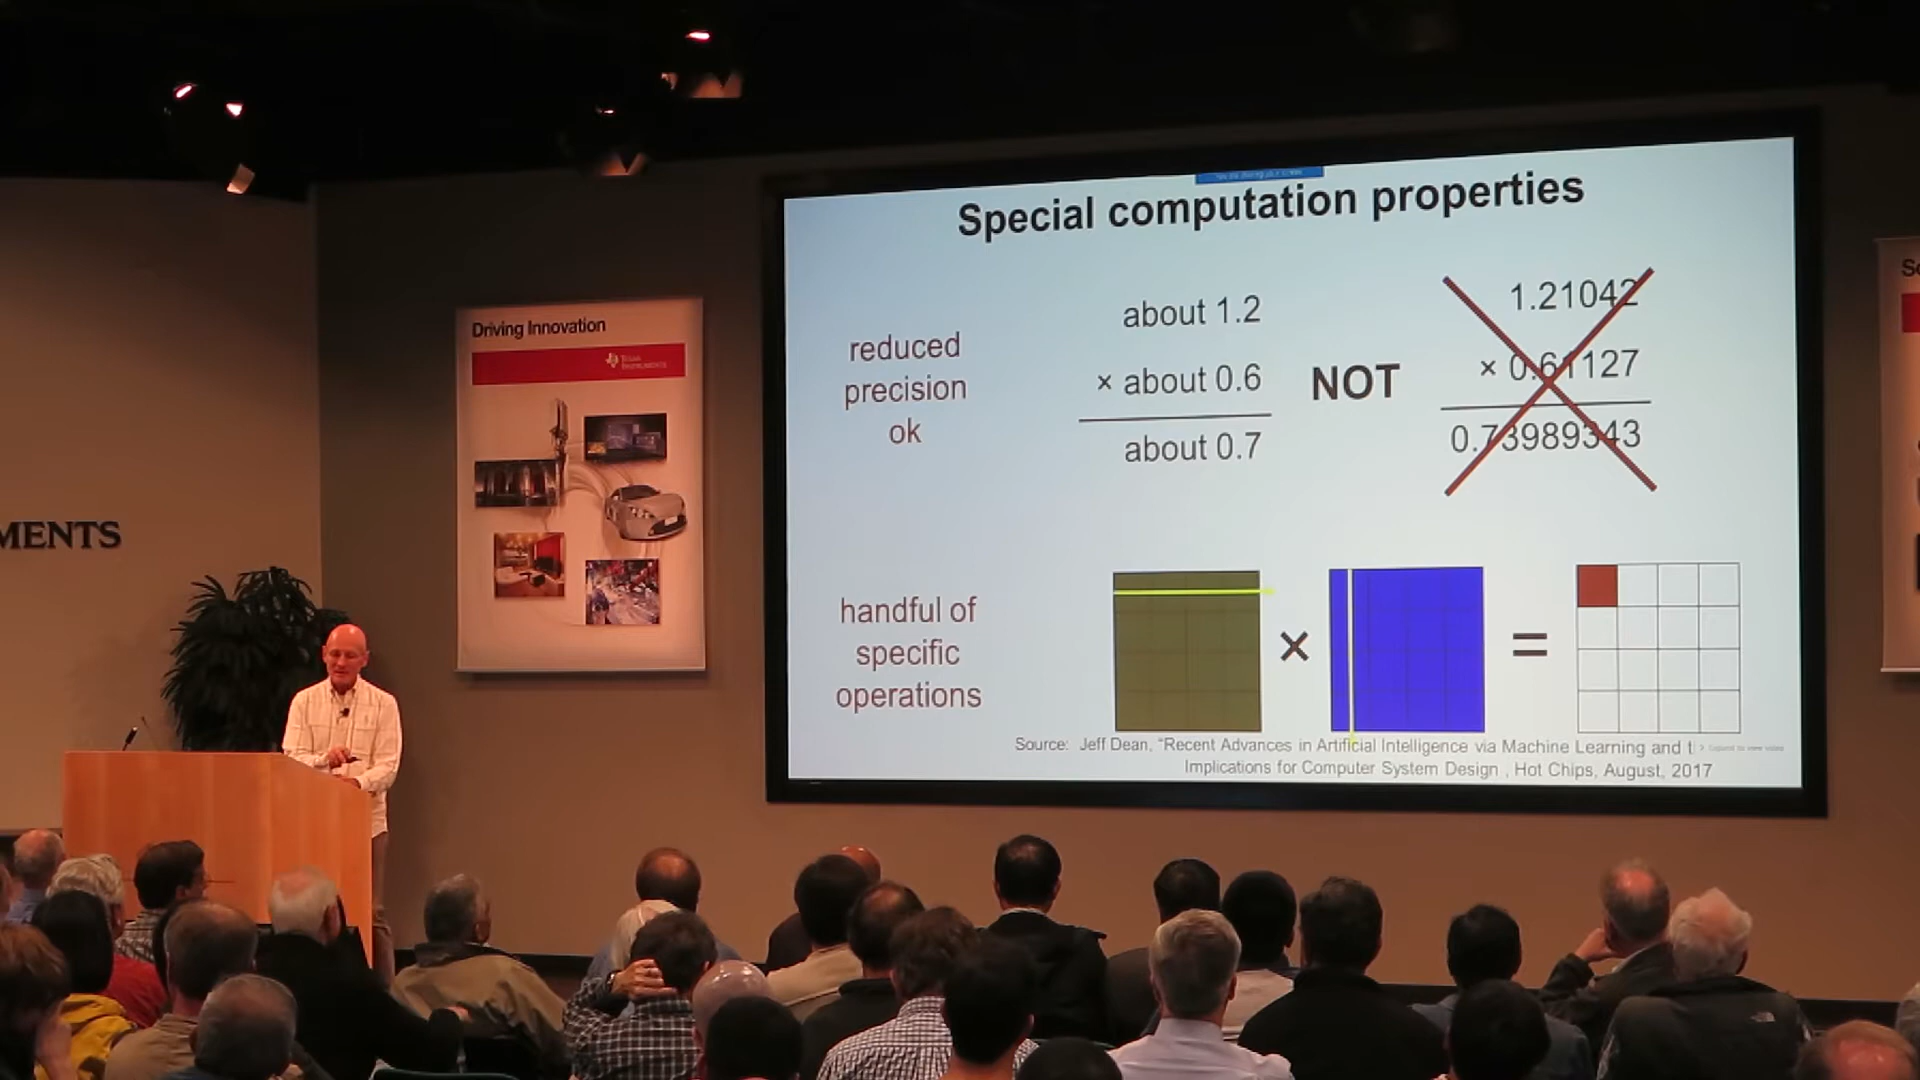 Special computation properties
reduced
precision
ok
about 1.2
× about 0.6
about 0.7
NOT
1.21042
× 0.61127
0.73989343
handful of
specific
operations
×
=
Source: Jeff Dean, "Recent Advances in Artificial Intelligence via Machine Learning and t
Implications for Computer System Design , Hot Chips, August, 2017
Driving Innovation
TEXAS
INSTRUMENTS
MENTS